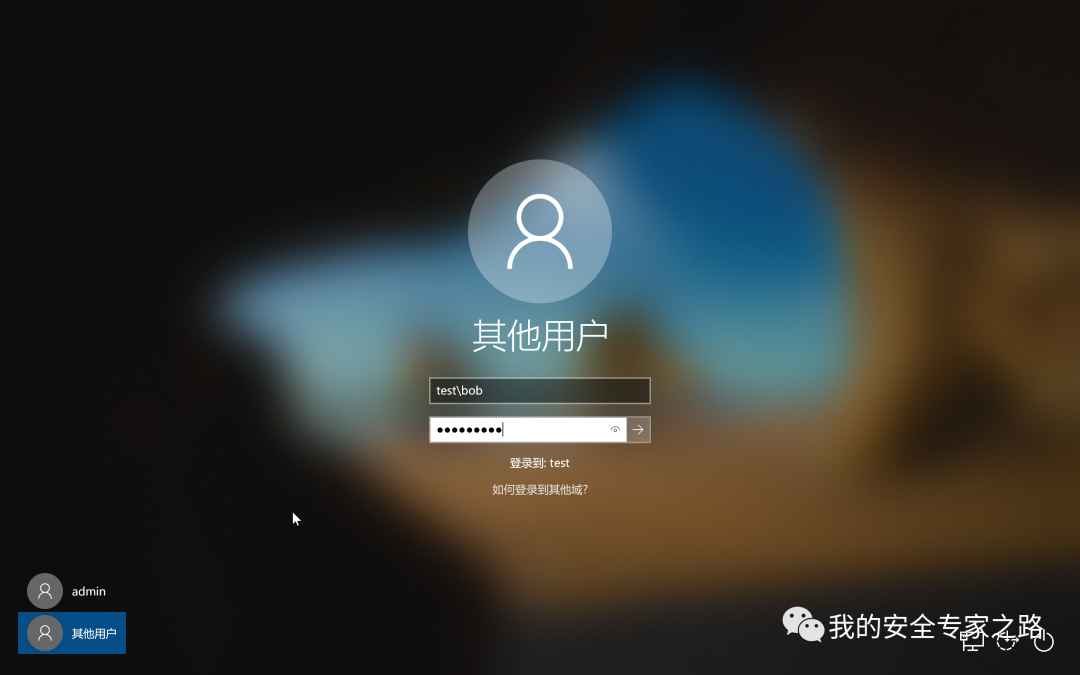 其他用户
test\bob
登录到: test
如何登录到其他域?
admin
其他用户
我的安全专家之路